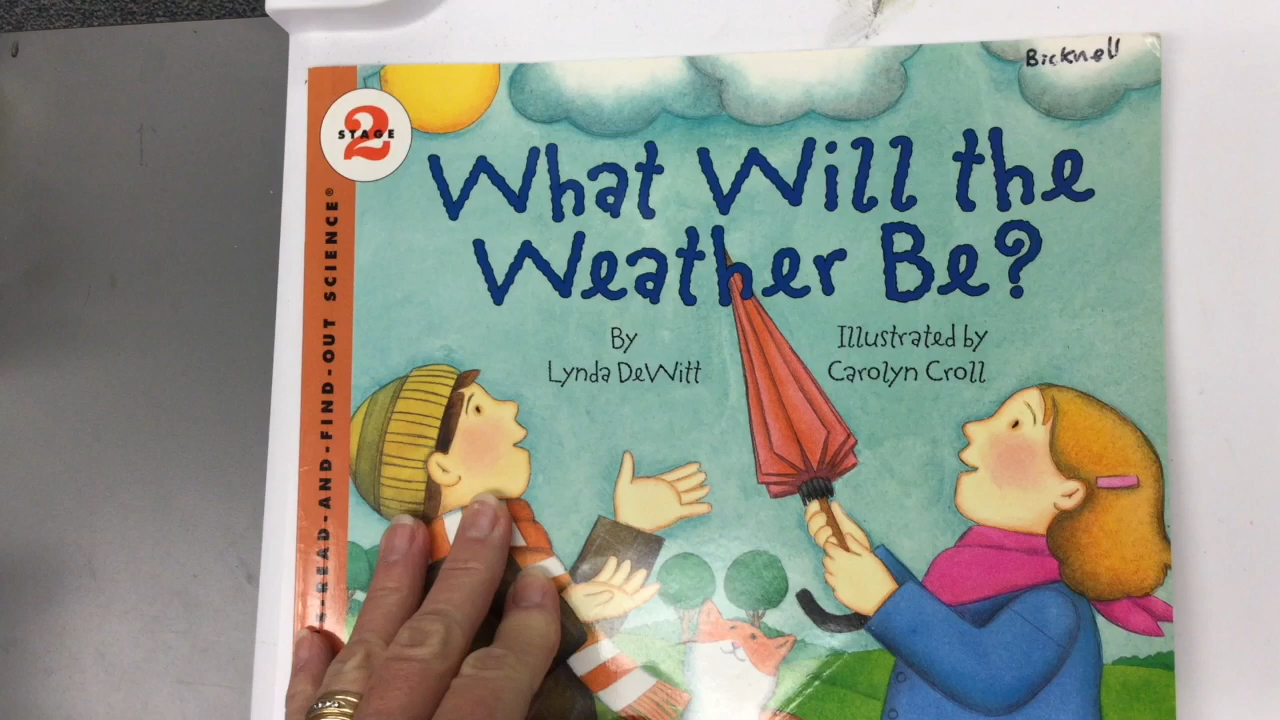 Bicknell
STAGE
2
What Will the
Weather Be?
By
Lynda DeWitt
Illustrated by
Carolyn Croll
READ-AND-FIND-OUT SCIENCE®